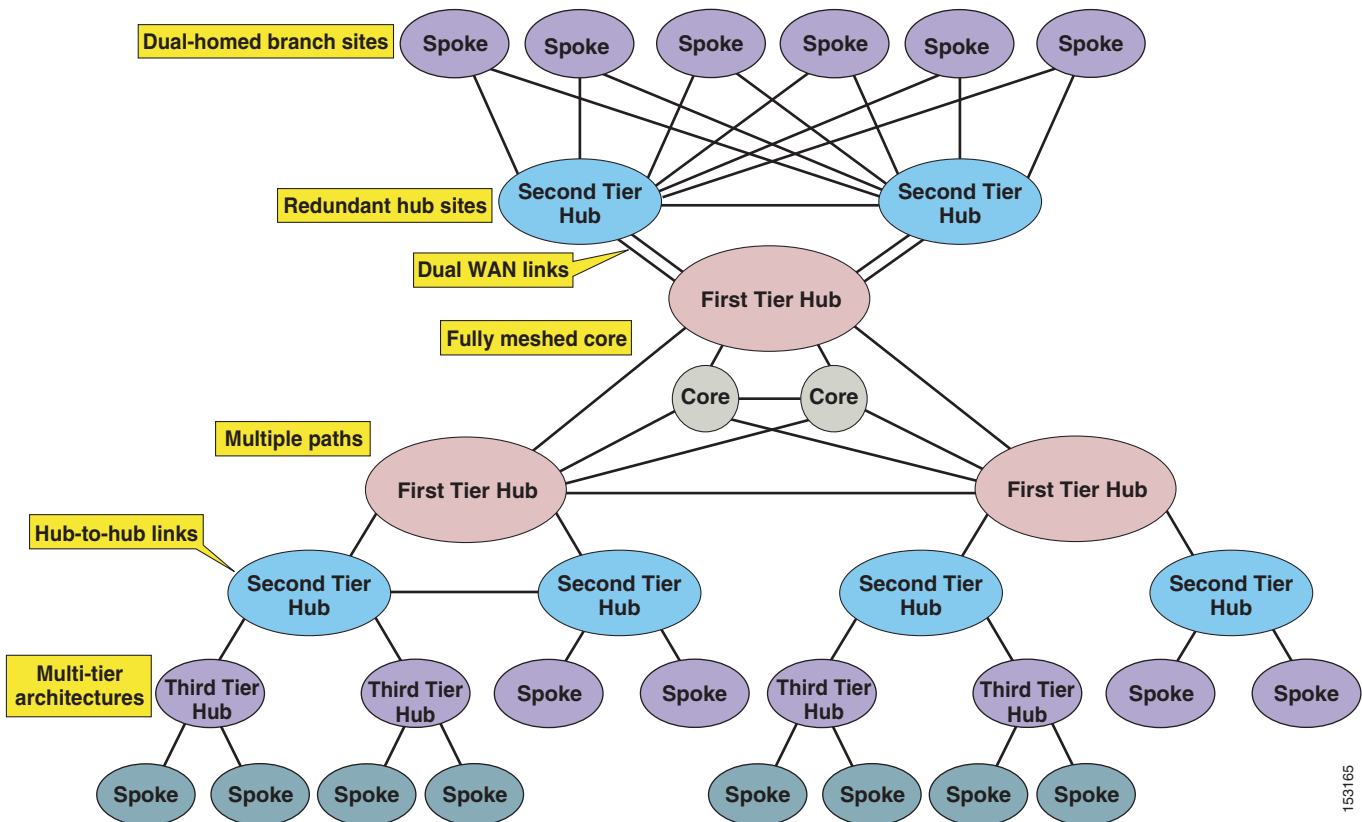 Dual-homed branch sites
Spoke
Spoke
Spoke
Spoke
Spoke
Spoke
Redundant hub sites
Second Tier
Hub
Second Tier
Hub
Dual WAN links
First Tier Hub
Fully meshed core
Core
Core
Multiple paths
First Tier Hub
First Tier Hub
Hub-to-hub links
Second Tier
Hub
Second Tier
Hub
Second Tier
Hub
Second Tier
Hub
Multi-tier
architectures
Third Tier
Hub
Third Tier
Hub
Spoke
Spoke
Third Tier
Hub
Third Tier
Hub
Spoke
Spoke
Spoke
Spoke
Spoke
Spoke
Spoke
Spoke
Spoke
Spoke
153165